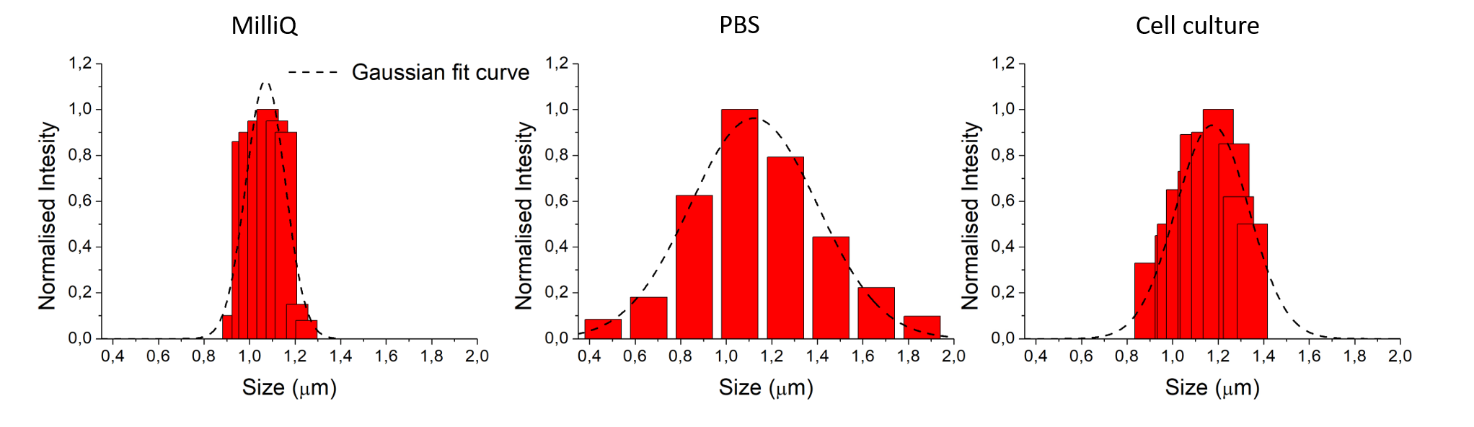 MilliQ
PBS
Cell culture
Gaussian fit curve
Normalised Intesity
1,2
1,0
0,8
0,6
0,4
0,2
0,0
0,4 0,6 0,8 1,0 1,2 1,4 1,6 1,8 2,0
Size (μm)
Normalised Intesity
1,2
1,0
0,8
0,6
0,4
0,2
0,0
0,4 0,6 0,8 1,0 1,2 1,4 1,6 1,8 2,0
Size (μm)
Normalised Intesity
1,2
1,0
0,8
0,6
0,4
0,2
0,0
0,4 0,6 0,8 1,0 1,2 1,4 1,6 1,8 2,0
Size (μm)